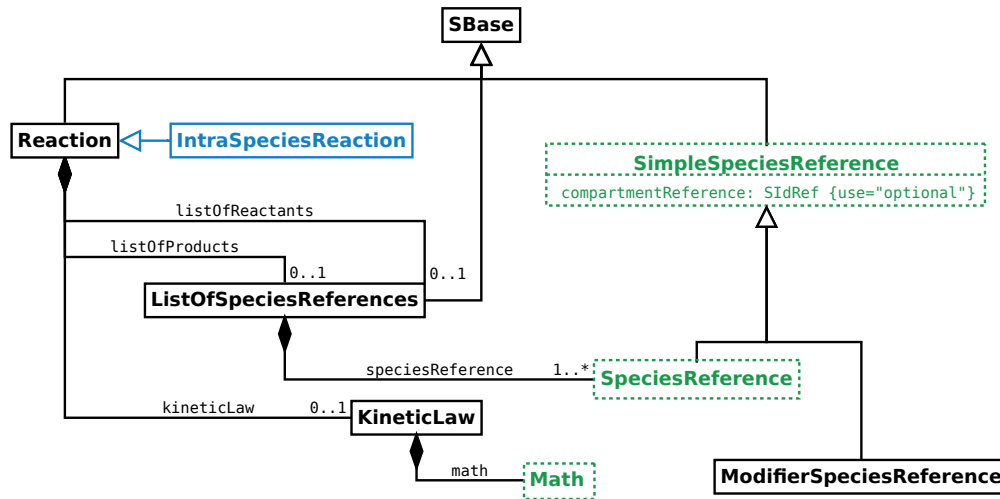 SBase
Reaction
IntraSpeciesReaction
SimpleSpeciesReference
compartmentReference: SIdRef {use="optional"}
listOfReactants
listOfProducts
0..1
0..1
ListOfSpeciesReferences
speciesReference
1..*
SpeciesReference
kineticLaw
0..1
KineticLaw
math
Math
ModifierSpeciesReference